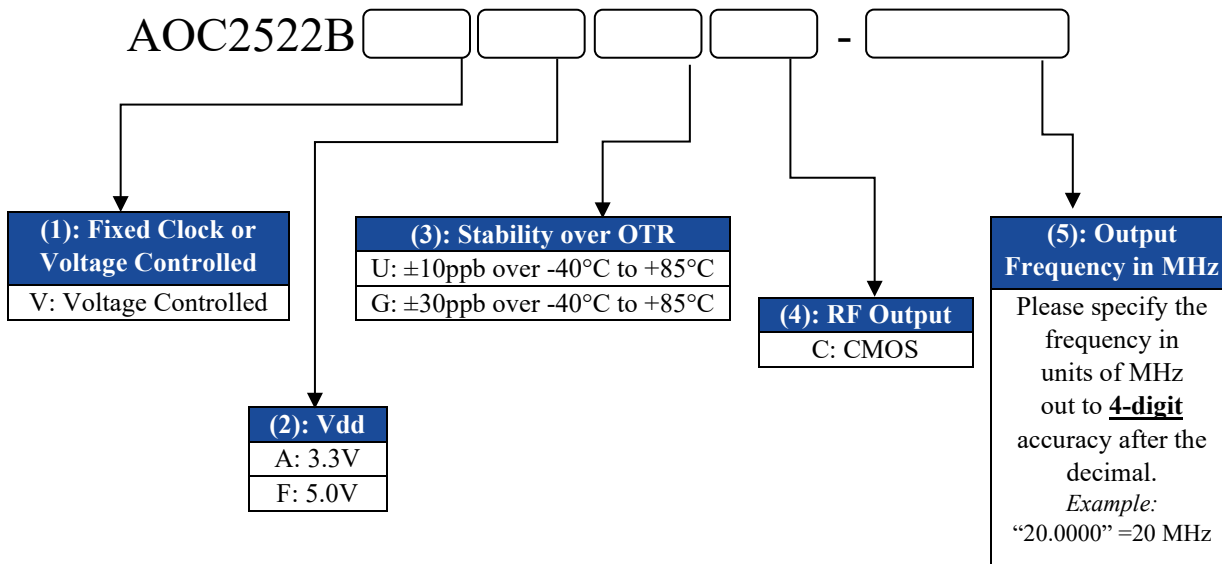 AOC2522B -
(1): Fixed Clock or
Voltage Controlled
V: Voltage Controlled
(2): Vdd
A: 3.3V
F: 5.0V
(3): Stability over OTR
U: ±10ppb over -40°C to +85°C
G: ±30ppb over -40°C to +85°C
(4): RF Output
C: CMOS
(5): Output
Frequency in MHz
Please specify the
frequency in
units of MHz
out to 4-digit
accuracy after the
decimal.
Example:
“20.0000” =20 MHz